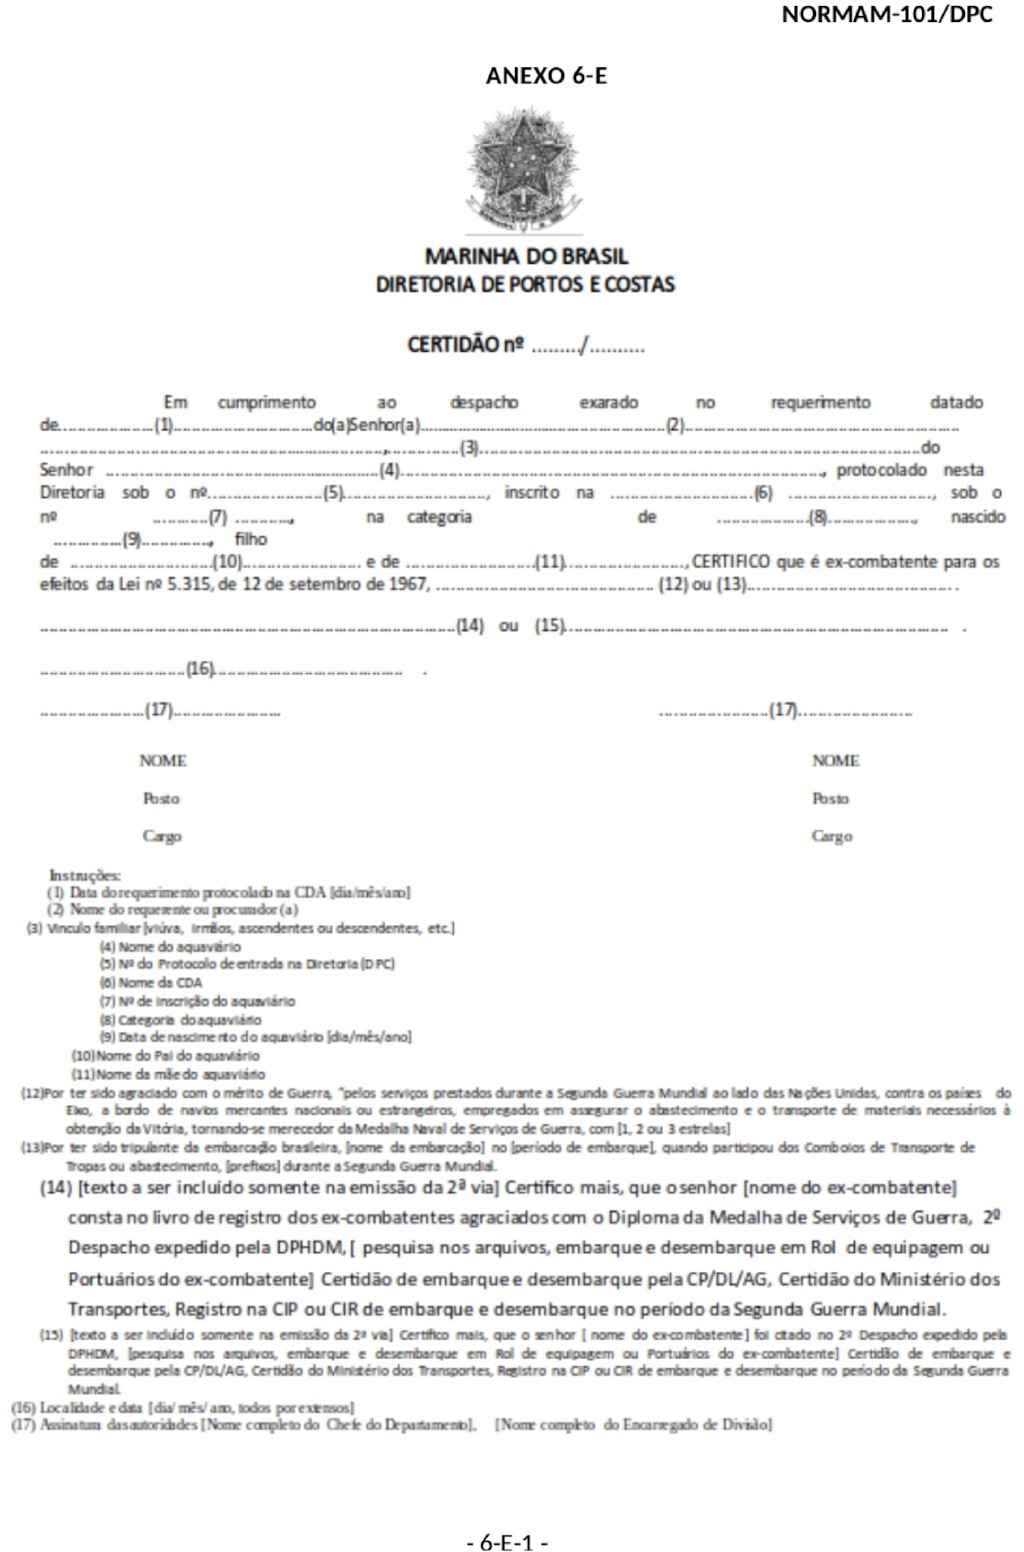 NORMAM-101/DPC
ANEXO 6-E
MARINHA DO BRASIL
DIRETORIA DE PORTOS E COSTAS
CERTIDÃO nº ………/……….
Em cumprimento ao despacho exarado no requerimento datado
de......................(1)................................do(a)Senhor(a)........................................................(2)..............................................................
..............................................................................,................(3).....................................................................................................do
Senhor ..............................................................(4)................................................................................................, protocolado nesta
Diretoria sob o nº..........................(5)................................, inscrito na ................................(6) ................................, sob o
nº .............(7) ............., na categoria de .....................(8)...................., nascido
................(9)..............., filho
de ................................(10)........................... e de .............................(11)..........................., CERTIFICO que é ex-combatente para os
efeitos da Lei nº 5.315, de 12 de setembro de 1967, .................................................. (12) ou (13)................................................ .
...............................................................................................(14) ou (15)........................................................................................ .
.................................(16)........................................... .
........................(17)......................... .........................(17)..........................
NOME NOME
Posto Posto
Cargo Cargo
Instruções:
(1) Data do requerimento protocolado na CDA [dia/mês/ano]
(2) Nome do requerente ou procurador (a)
(3) Vínculo familiar [viúva, irmãos, ascendentes ou descendentes, etc.]
(4) Nome do aquaviário
(5) Nº do Protocolo de entrada na Diretoria (DPC)
(6) Nome da CDA
(7) Nº de inscrição do aquaviário
(8) Categoria do aquaviário
(9) Data de nascimento do aquaviário [dia/mês/ano]
(10)Nome do Pai do aquaviário
(11)Nome da mãe do aquaviário
(12)Por ter sido agraciado com o mérito de Guerra, "pelos serviços prestados durante a Segunda Guerra Mundial ao lado das Nações Unidas, contra os países do
Eixo, a bordo de navios mercantes nacionais ou estrangeiros, empregados em assegurar o abastecimento e o transporte de materiais necessários à
obtenção da Vitória, tornando-se merecedor da Medalha Naval de Serviços de Guerra, com [1, 2 ou 3 estrelas]
(13)Por ter sido tripulante da embarcação brasileira, [nome da embarcação] no [período de embarque], quando participou dos Comboios de Transporte de
Tropas ou abastecimento, [prefixos] durante a Segunda Guerra Mundial.
(14) [texto a ser incluído somente na emissão da 2ª via] Certifico mais, que o senhor [nome do ex-combatente]
consta no livro de registro dos ex-combatentes agraciados com o Diploma da Medalha de Serviços de Guerra, 2º
Despacho expedido pela DPHDM, [ pesquisa nos arquivos, embarque e desembarque em Rol de equipagem ou
Portuários do ex-combatente] Certidão de embarque e desembarque pela CP/DL/AG, Certidão do Ministério dos
Transportes, Registro na CIP ou CIR de embarque e desembarque no período da Segunda Guerra Mundial.
(15) [texto a ser incluído somente na emissão da 2ª via] Certifico mais, que o senhor [ nome do ex-combatente] foi citado no 2º Despacho expedido pela
DPHDM, [pesquisa nos arquivos, embarque e desembarque em Rol de equipagem ou Portuários do ex-combatente] Certidão de embarque e
desembarque pela CP/DL/AG, Certidão do Ministério dos Transportes, Registro na CIP ou CIR de embarque e desembarque no período da Segunda Guerra
Mundial.
(16) Localidade e data [dia/ mês/ ano, todos por extensos]
(17) Assinatura das autoridades [Nome completo do Chefe do Departamento], [Nome completo do Encarregado de Divisão]
- 6-E-1 -